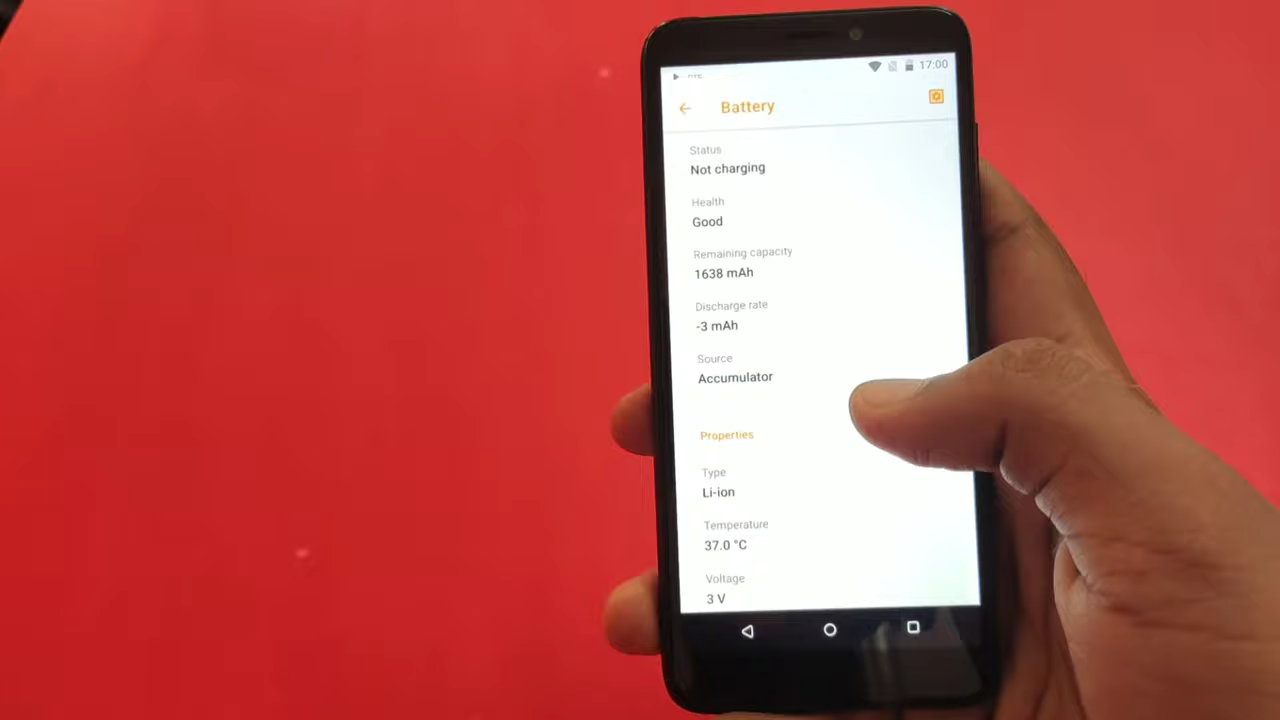 17:00
Battery
Status
Not charging
Health
Good
Remaining capacity
1638 mAh
Discharge rate
-3 mAh
Source
Accumulator
Properties
Type
Li-ion
Temperature
37.0 °C
Voltage
3 V